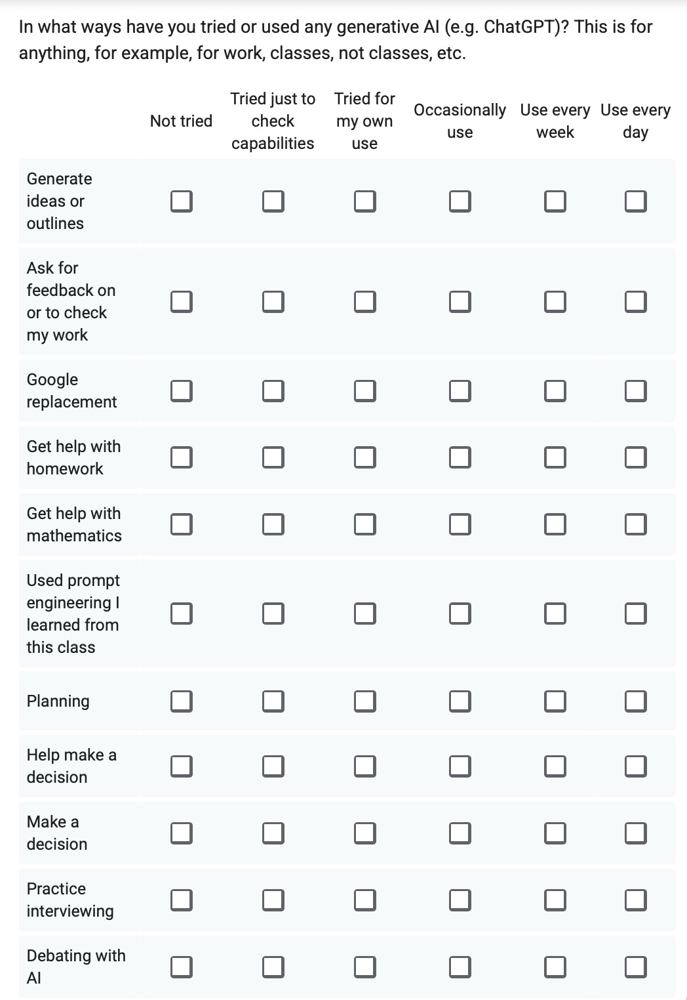 In what ways have you tried or used any generative AI (e.g. ChatGPT)? This is for
anything, for example, for work, classes, not classes, etc.
Not tried
Tried just to
check
capabilities
Tried for
my own
use
Occasionally
use
Use every
week
Use every
day
Generate
ideas or
outlines
Ask for
feedback on
or to check
my work
Google
replacement
Get help with
homework
Get help with
mathematics
Used prompt
engineering I
learned from
this class
Planning
Help make a
decision
Make a
decision
Practice
interviewing
Debating with
AI